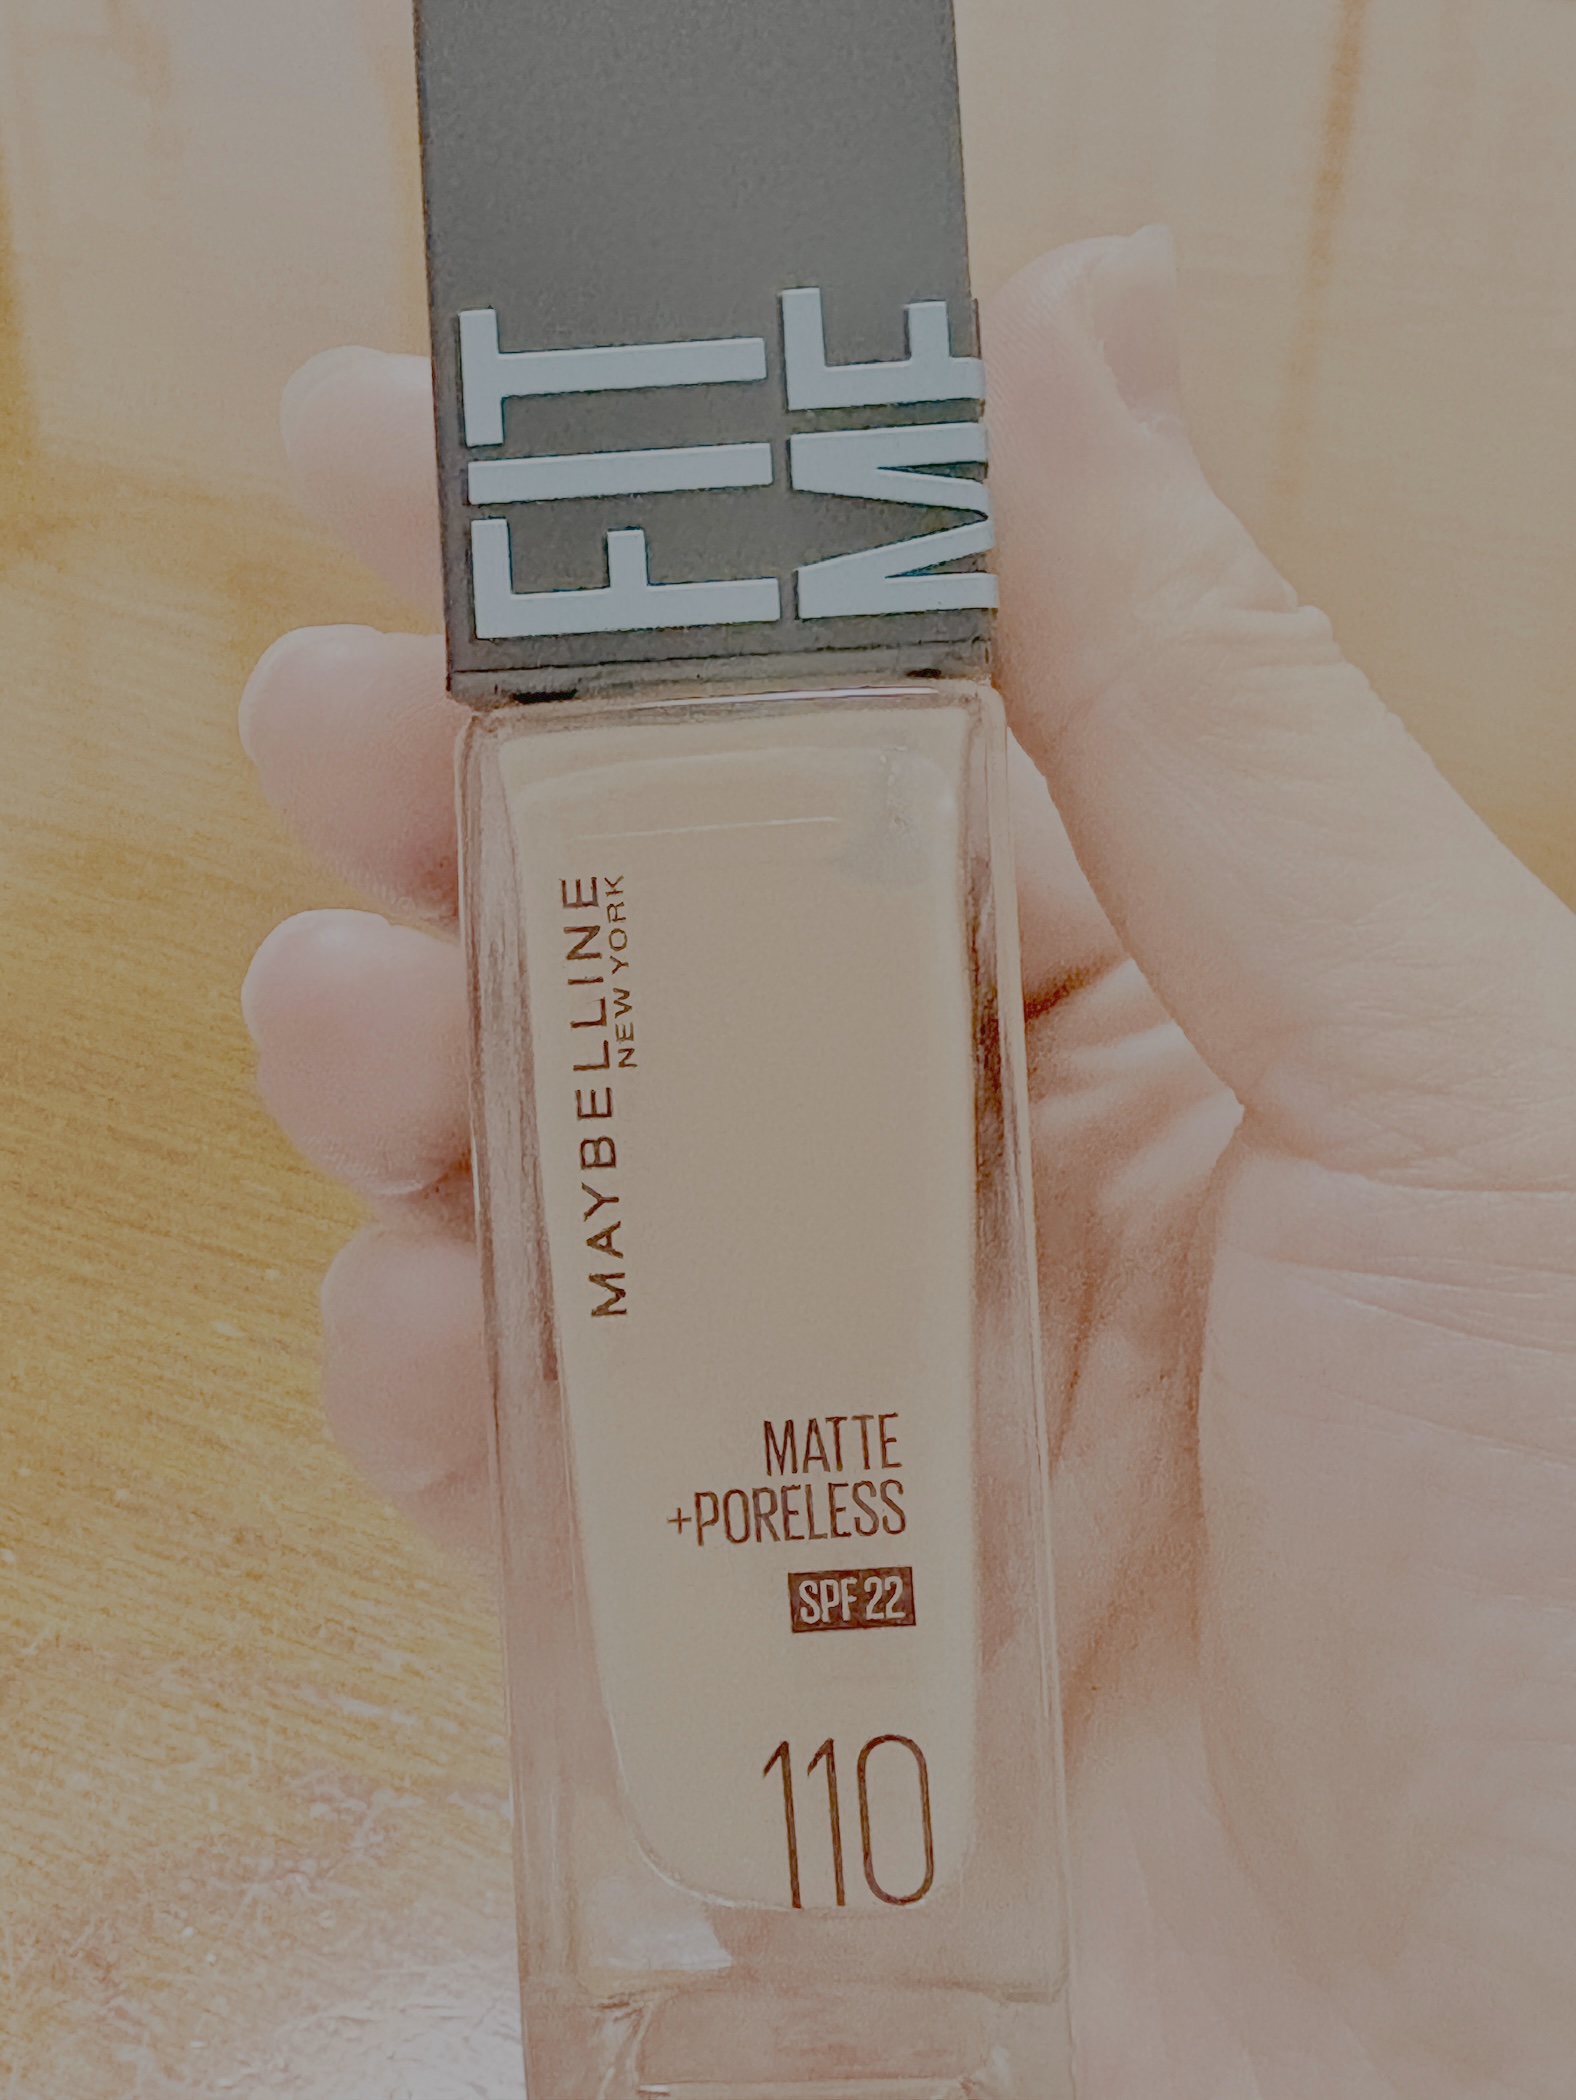 FIT
ME
MAYBELLINE
NEW YORK
MATTE
+PORELESS
SPF 22
110